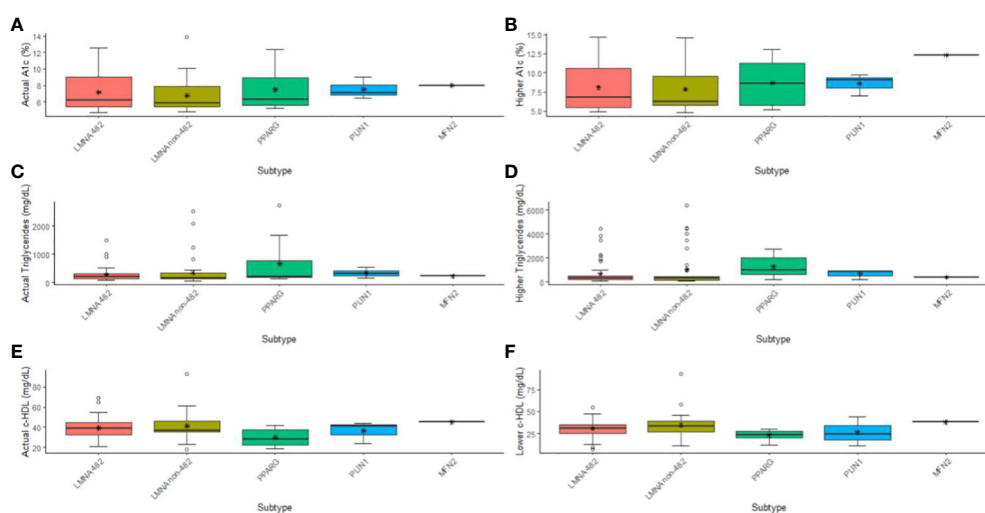 A
Actual A1c (%)
14
12
10
8
6
LMNA 482
LMNA non-482
PPARG
PLIN1
MFN2
Subtype
B
Higher A1c (%)
15.0
12.5
10.0
7.5
5.0
LMNA 482
LMNA non-482
PPARG
PLIN1
MFN2
Subtype
C
Actual Triglycerides (mg/dL)
2000
1000
0
LMNA 482
LMNA non-482
PPARG
PLIN1
MFN2
Subtype
D
Higher Triglycerides (mg/dL)
6000
4000
2000
0
LMNA 482
LMNA non-482
PPARG
PLIN1
MFN2
Subtype
E
Actual c-HDL (mg/dL)
80
60
40
20
LMNA 482
LMNA non-482
PPARG
PLIN1
MFN2
Subtype
F
Lower c-HDL (mg/dL)
75
50
25
LMNA 482
LMNA non-482
PPARG
PLIN1
MFN2
Subtype